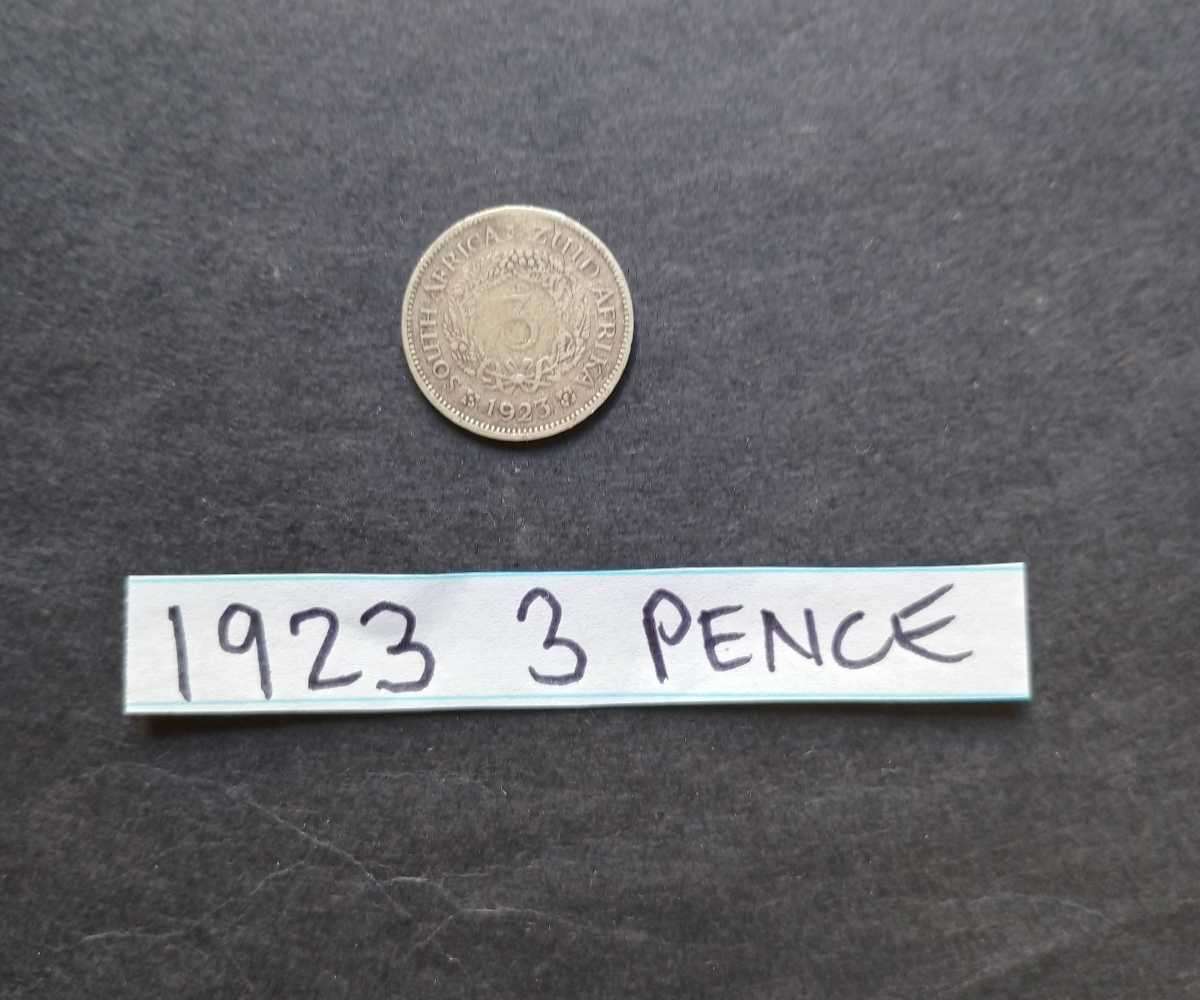 SOUTH AFRICA : ZUID AFRIKA
3
1923
1923 3 PENCE